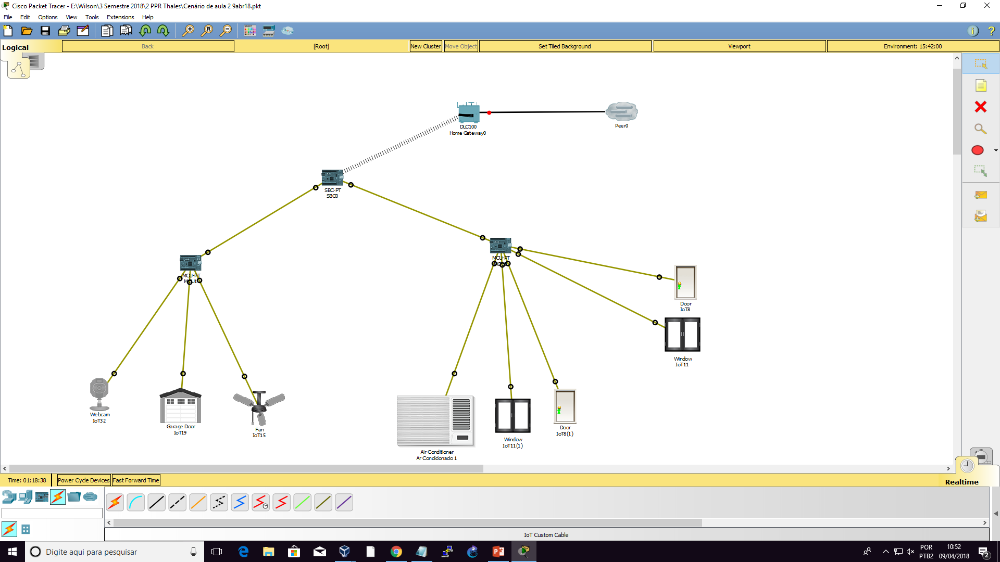 Cisco Packet Tracer - E:\Wilson\3 Semestre 2018\2 PPR Thales\Cenário de aula 2 9abr18.pkt
File Edit Options View Tools Extensions Help
Logical
Back
[Root]
New Cluster
Move Object
Set Tiled Background
Viewport
Environment: 15:42:00
DLC100
Home Gateway0
Peer0
SBC-PT
SBC0
MCU-PT
MCU1
MCU-PT
Door
IoT8
Window
IoT11
Webcam
IoT32
Garage Door
IoT19
Fan
IoT15
Air Conditioner
Ar Condicionado 1
Window
IoT11(1)
Door
IoT8(1)
Time: 01:18:38
Power Cycle Devices
Fast Forward Time
Realtime
IoT Custom Cable
Digite aqui para pesquisar
POR
PTB2
10:52
09/04/2018
2